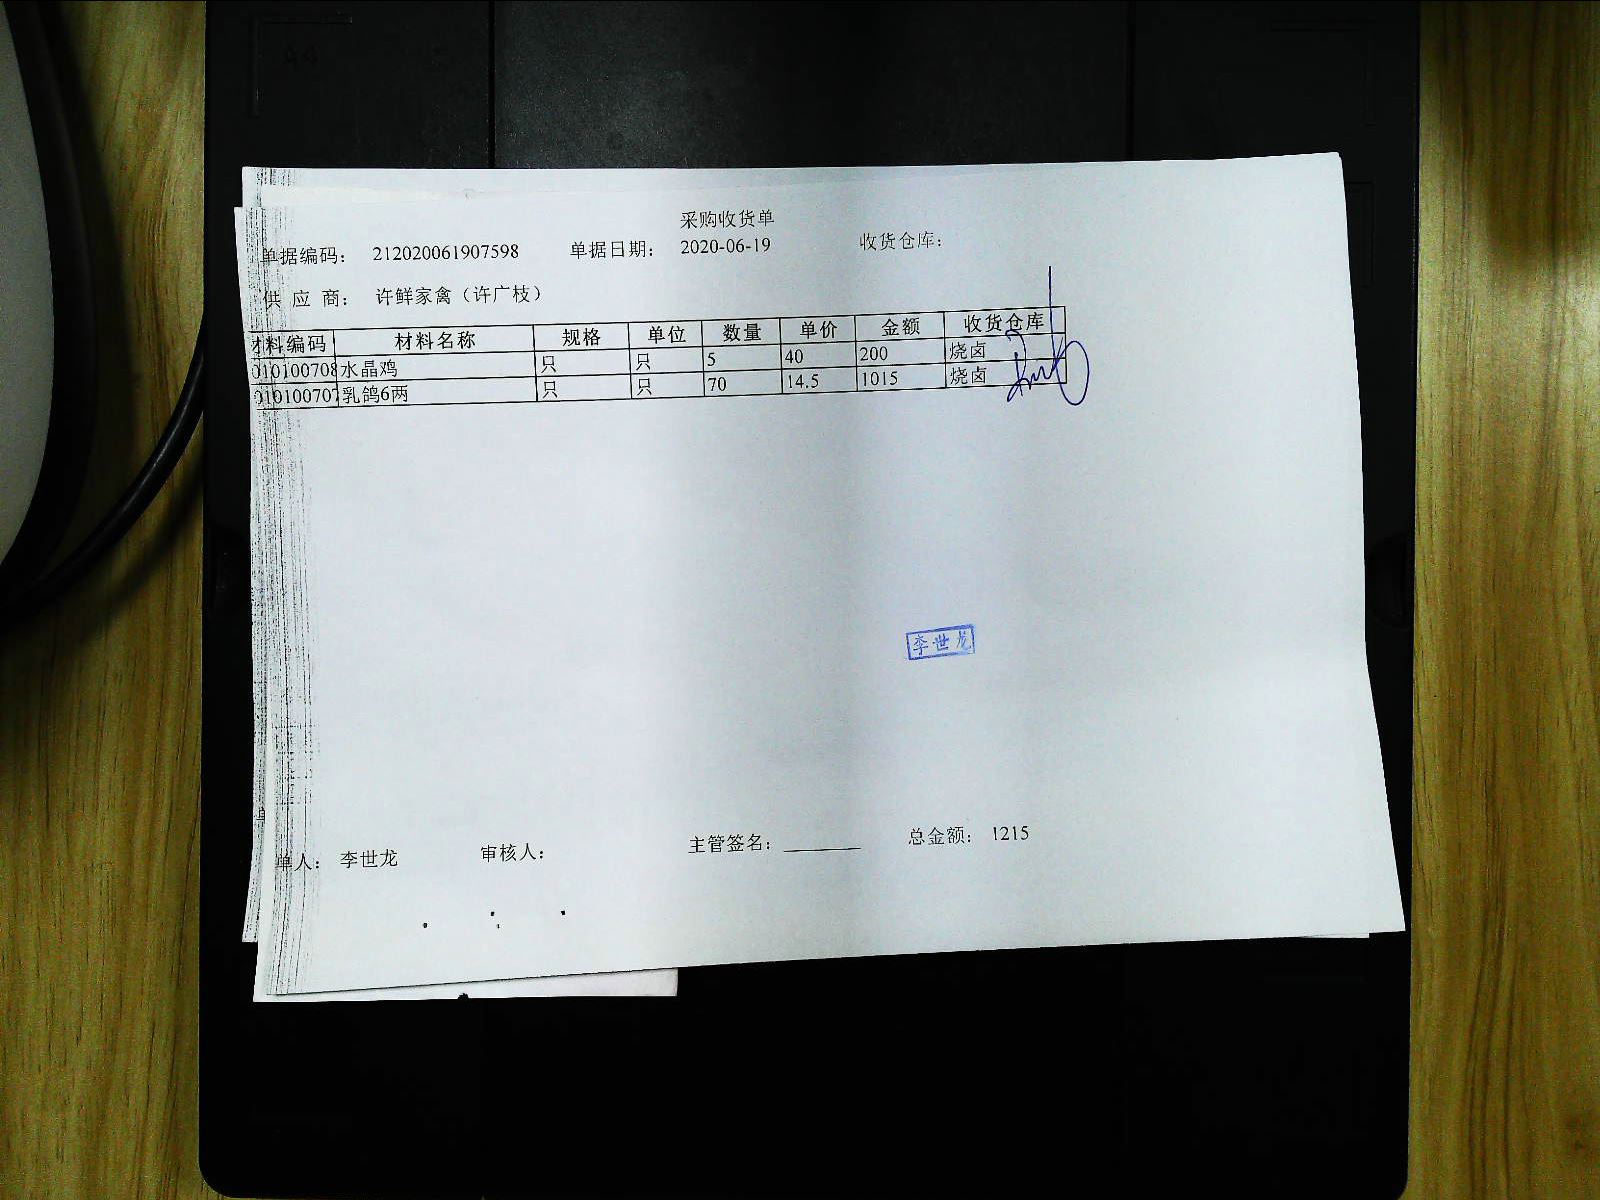 采购收货单
单据编码： 212020061907598 单据日期： 2020-06-19 收货仓库：
供 应 商： 许鲜家禽（许广枝）
材料编码 材料名称 规格 单位 数量 单价 金额 收货仓库
010100708 水晶鸡 只 只 5 40 200 烧卤
010100707 乳鸽6两 只 只 70 14.5 1015 烧卤
李世龙
单人： 李世龙 审核人： 主管签名： 总金额： 1215